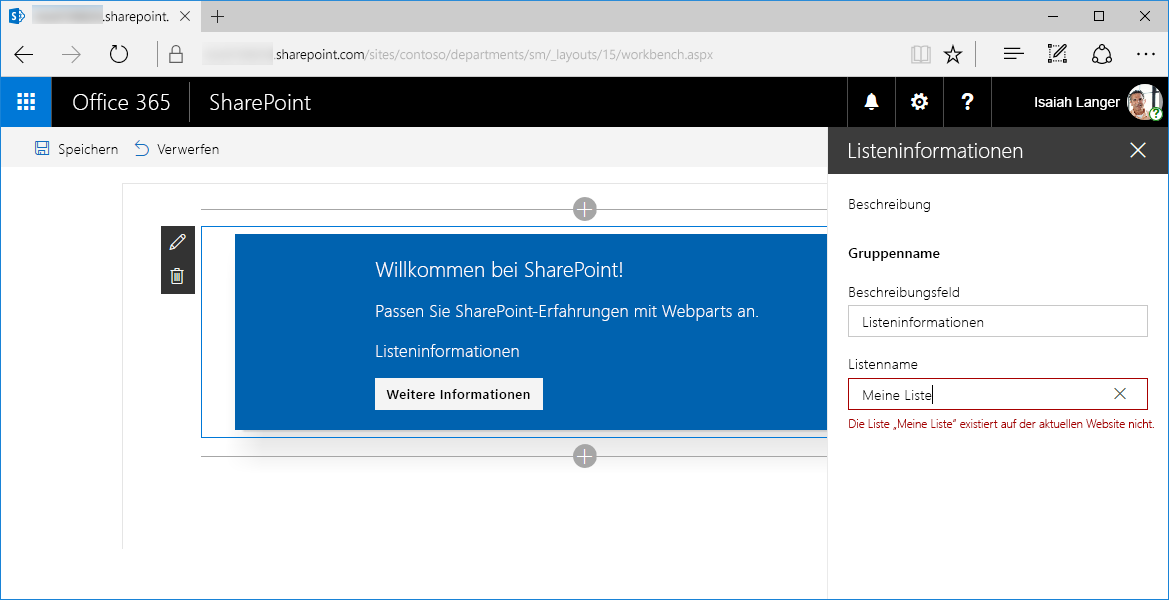 .sharepoint.
.sharepoint.com/sites/contoso/departments/sm/_layouts/15/workbench.aspx
Office 365 SharePoint Isaiah Langer
Speichern Verwerfen
Listeninformationen
Beschreibung
Gruppenname
Beschreibungsfeld
Listeninformationen
Listenname
Meine Liste
Die Liste „Meine Liste“ existiert auf der aktuellen Website nicht.
Willkommen bei SharePoint!
Passen Sie SharePoint-Erfahrungen mit Webparts an.
Listeninformationen
Weitere Informationen